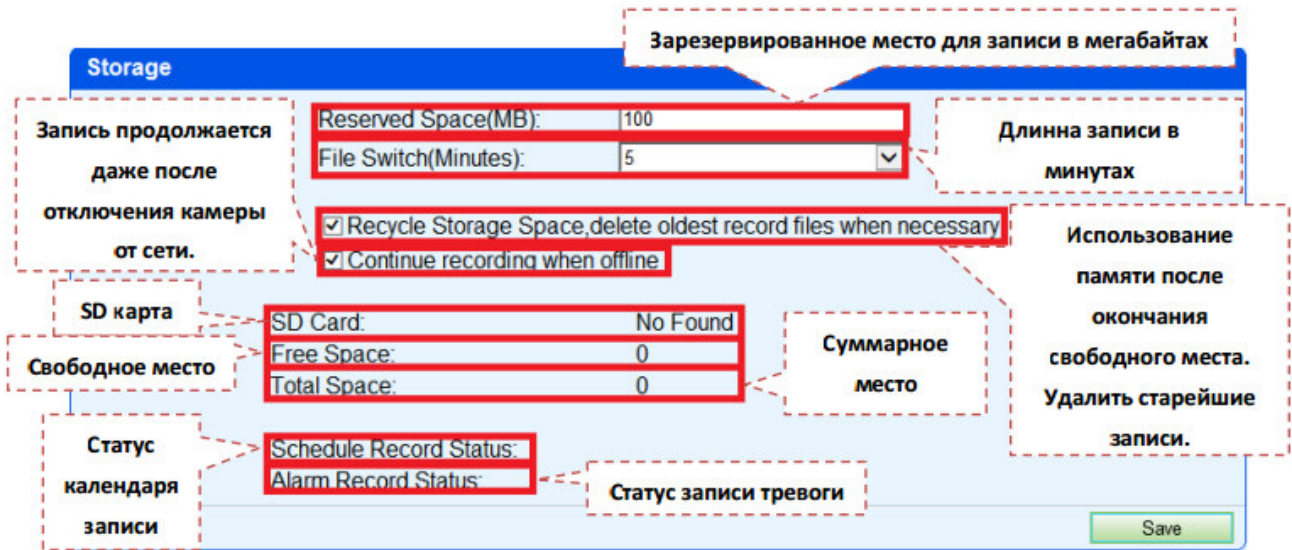 Зарезервированное место для записи в мегабайтах
Storage
Запись продолжается
даже после
отключения камеры
от сети.
Reserved Space(MB): 100
File Switch(Minutes): 5
Длинна записи в
минутах
Recycle Storage Space,delete oldest record files when necessary
Continue recording when offline
Использование
памяти после
окончания
свободного места.
Удалить старейшие
записи.
SD карта
SD Card: No Found
Свободное место
Free Space: 0
Total Space: 0
Суммарное
место
Статус
календаря
записи
Schedule Record Status:
Alarm Record Status:
Статус записи тревоги
Save